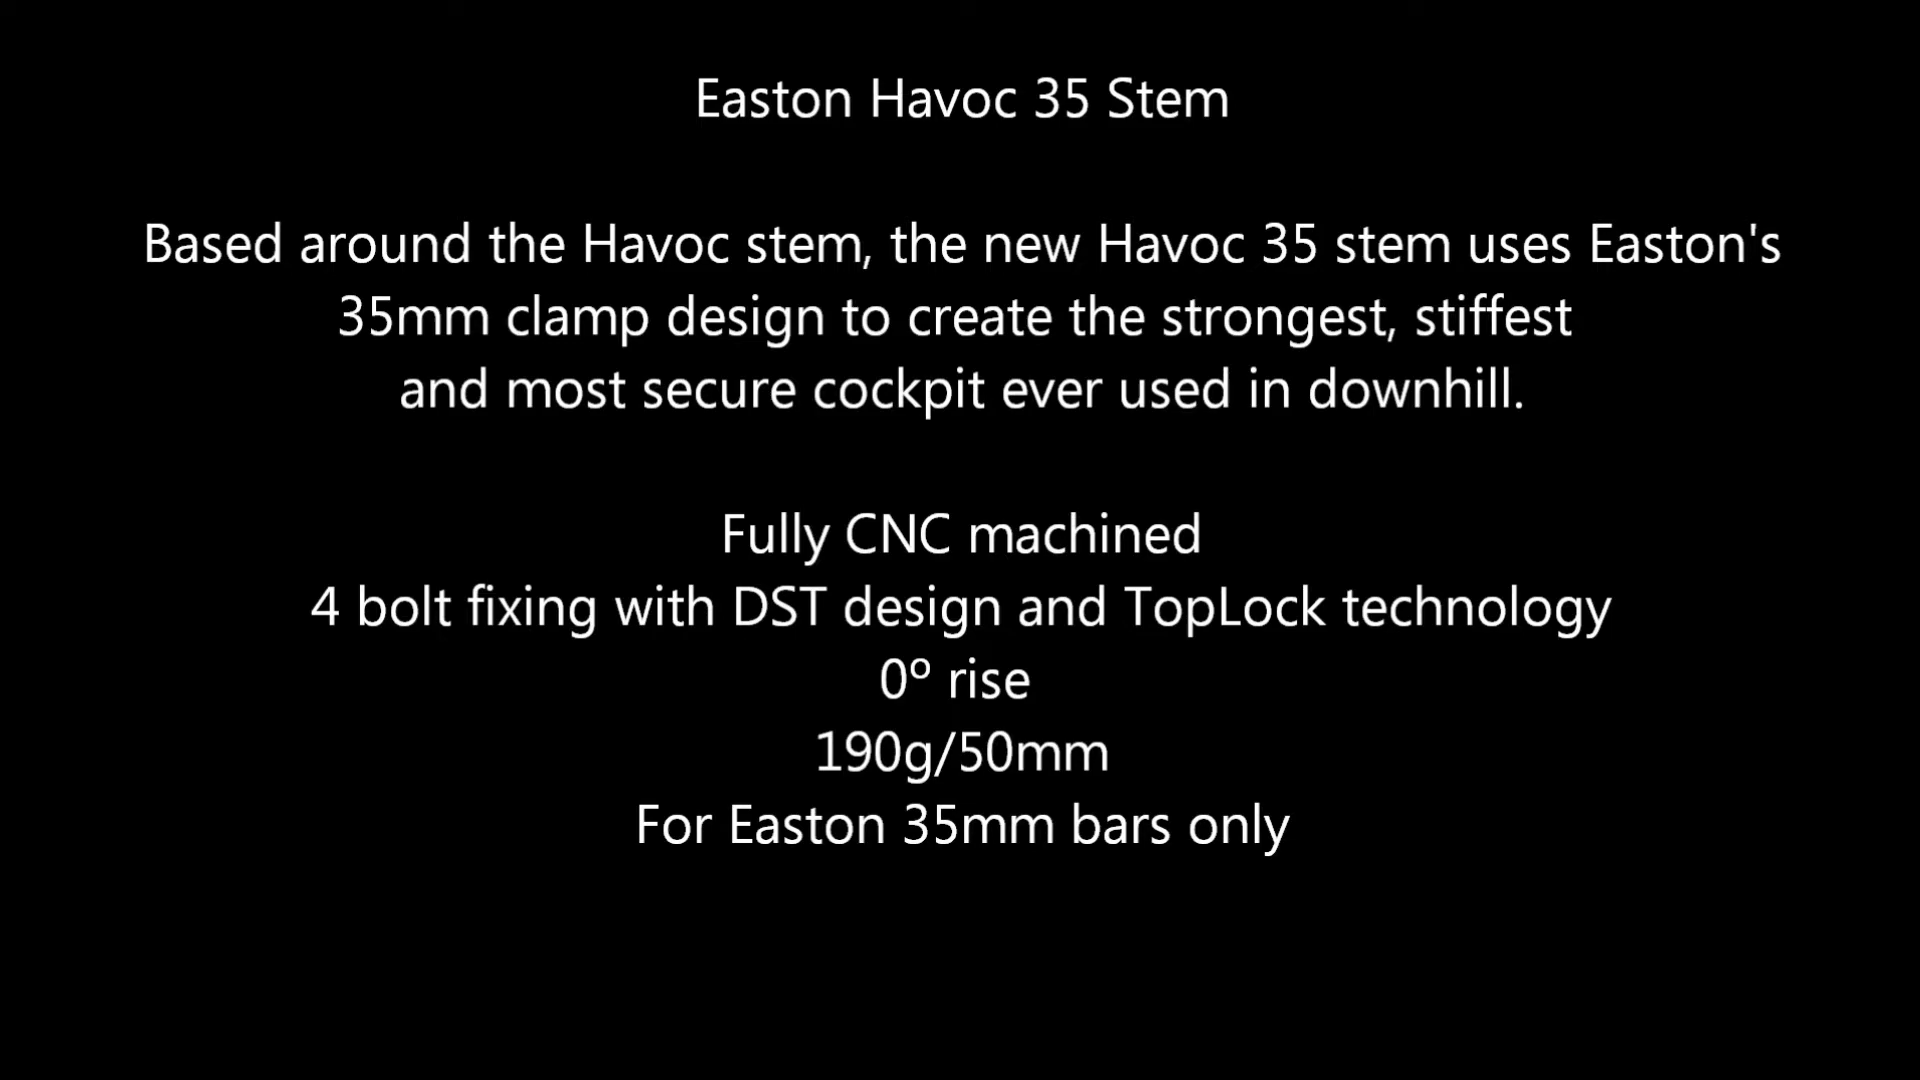 Easton Havoc 35 Stem
Based around the Havoc stem, the new Havoc 35 stem uses Easton's
35mm clamp design to create the strongest, stiffest
and most secure cockpit ever used in downhill.
Fully CNC machined
4 bolt fixing with DST design and TopLock technology
0º rise
190g/50mm
For Easton 35mm bars only